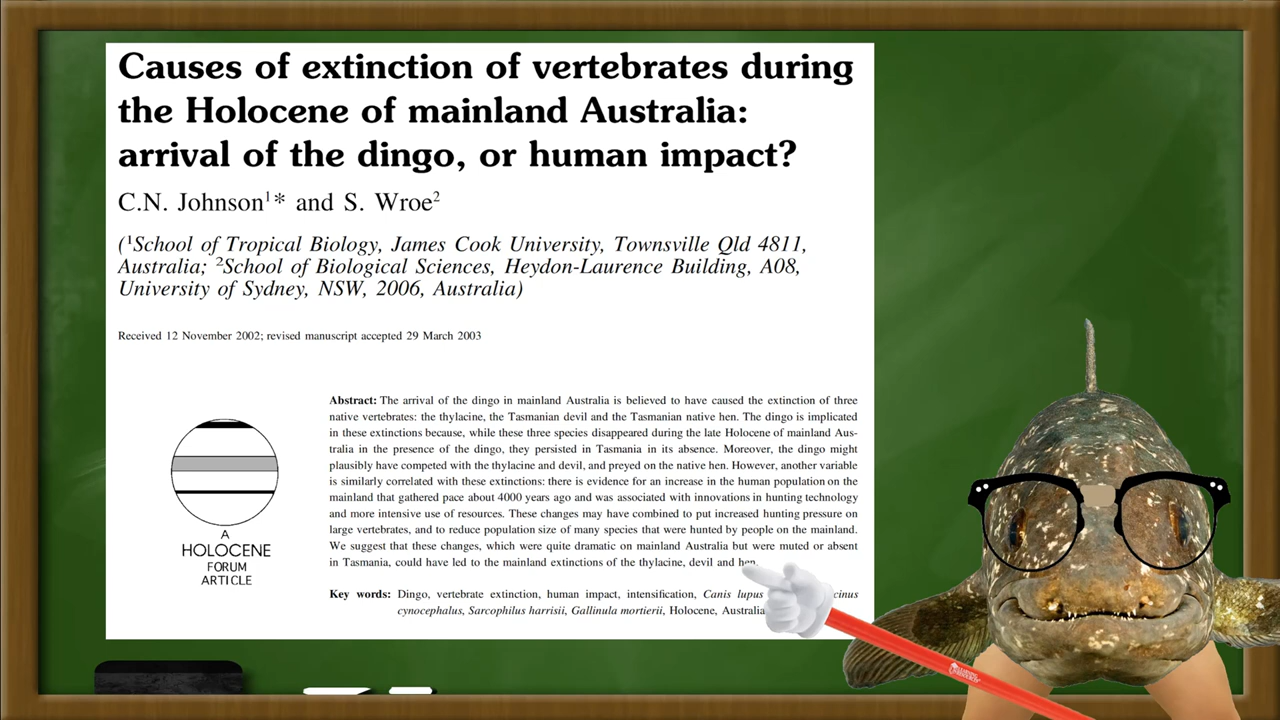 Causes of extinction of vertebrates during
the Holocene of mainland Australia:
arrival of the dingo, or human impact?
C.N. Johnson¹* and S. Wroe²
(¹School of Tropical Biology, James Cook University, Townsville Qld 4811,
Australia; ²School of Biological Sciences, Heydon-Laurence Building, A08,
University of Sydney, NSW, 2006, Australia)
Received 12 November 2002; revised manuscript accepted 29 March 2003
Abstract: The arrival of the dingo in mainland Australia is believed to have caused the extinction of three
native vertebrates: the thylacine, the Tasmanian devil and the Tasmanian native hen. The dingo is implicated
in these extinctions because, while these three species disappeared during the late Holocene of mainland Aus-
tralia in the presence of the dingo, they persisted in Tasmania in its absence. Moreover, the dingo might
plausibly have competed with the thylacine and devil, and preyed on the native hen. However, another variable
is similarly correlated with these extinctions: there is evidence for an increase in the human population on the
mainland that gathered pace about 4000 years ago and was associated with innovations in hunting technology
and more intensive use of resources. These changes may have combined to put increased hunting pressure on
large vertebrates, and to reduce population size of many species that were hunted by people on the mainland.
We suggest that these changes, which were quite dramatic on mainland Australia but were muted or absent
in Tasmania, could have led to the mainland extinctions of the thylacine, devil and hen.
Key words: Dingo, vertebrate extinction, human impact, intensification, Canis lupus cinus
cynocephalus, Sarcophilus harrisii, Gallinula mortierii, Holocene, Australia
A
HOLOCENE
FORUM
ARTICLE